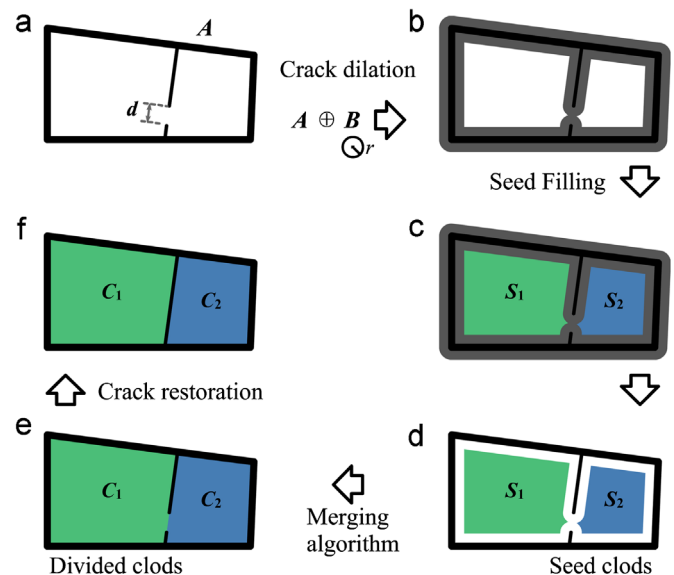 a
A
d
Crack dilation
A ⊕ B
r
b
Seed Filling
f
C1
C2
c
S1
S2
Crack restoration
e
C1
C2
Divided clods
Merging
algorithm
d
S1
S2
Seed clods